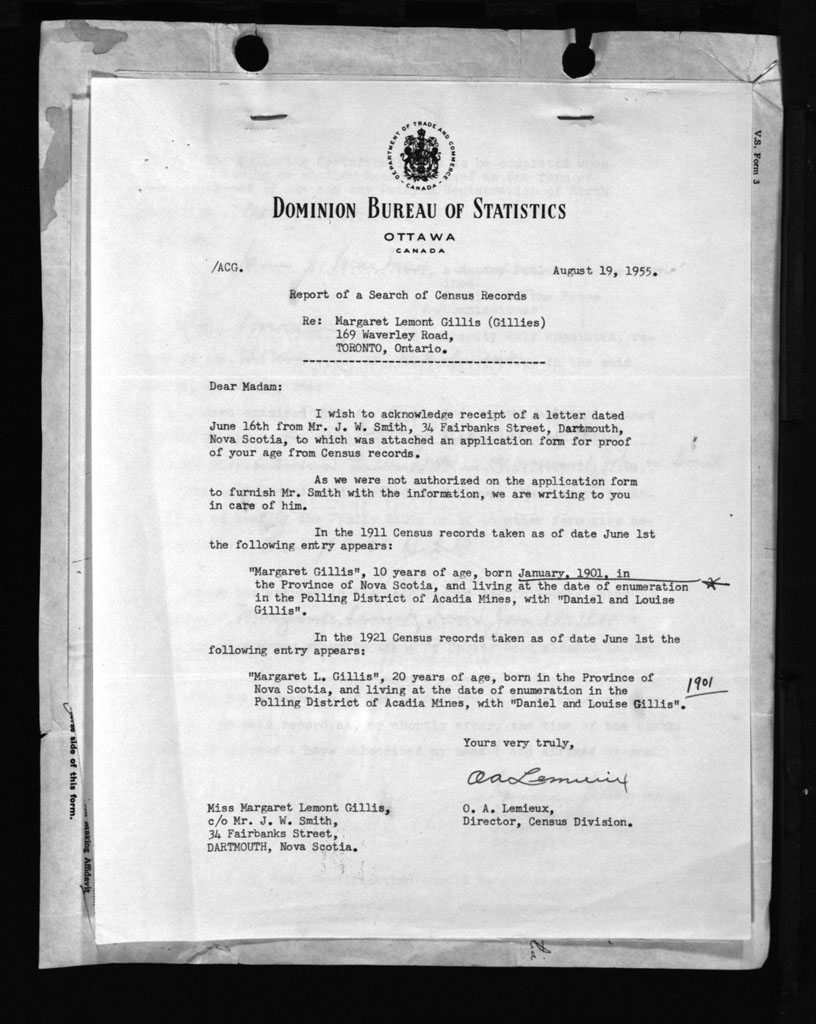 DEPARTMENT OF TRADE AND COMMERCE
- CANADA -
DOMINION BUREAU OF STATISTICS
OTTAWA
CANADA
/ACG.
August 19, 1955.
Report of a Search of Census Records
Re: Margaret Lemont Gillis (Gillies)
169 Waverley Road,
TORONTO, Ontario.
Dear Madam:
I wish to acknowledge receipt of a letter dated
June 16th from Mr. J. W. Smith, 34 Fairbanks Street, Dartmouth,
Nova Scotia, to which was attached an application form for proof
of your age from Census records.
As we were not authorized on the application form
to furnish Mr. Smith with the information, we are writing to you
in care of him.
In the 1911 Census records taken as of date June 1st
the following entry appears:
"Margaret Gillis", 10 years of age, born January, 1901, in
the Province of Nova Scotia, and living at the date of enumeration
in the Polling District of Acadia Mines, with "Daniel and Louise
Gillis".
In the 1921 Census records taken as of date June 1st the
following entry appears:
"Margaret L. Gillis", 20 years of age, born in the Province of
Nova Scotia, and living at the date of enumeration in the
Polling District of Acadia Mines, with "Daniel and Louise Gillis".
1901
Yours very truly,
O A Lemieux
Miss Margaret Lemont Gillis,
c/o Mr. J. W. Smith,
34 Fairbanks Street,
DARTMOUTH, Nova Scotia.
O. A. Lemieux,
Director, Census Division.
V.S. Form 3
side of this form.
making Affidavit